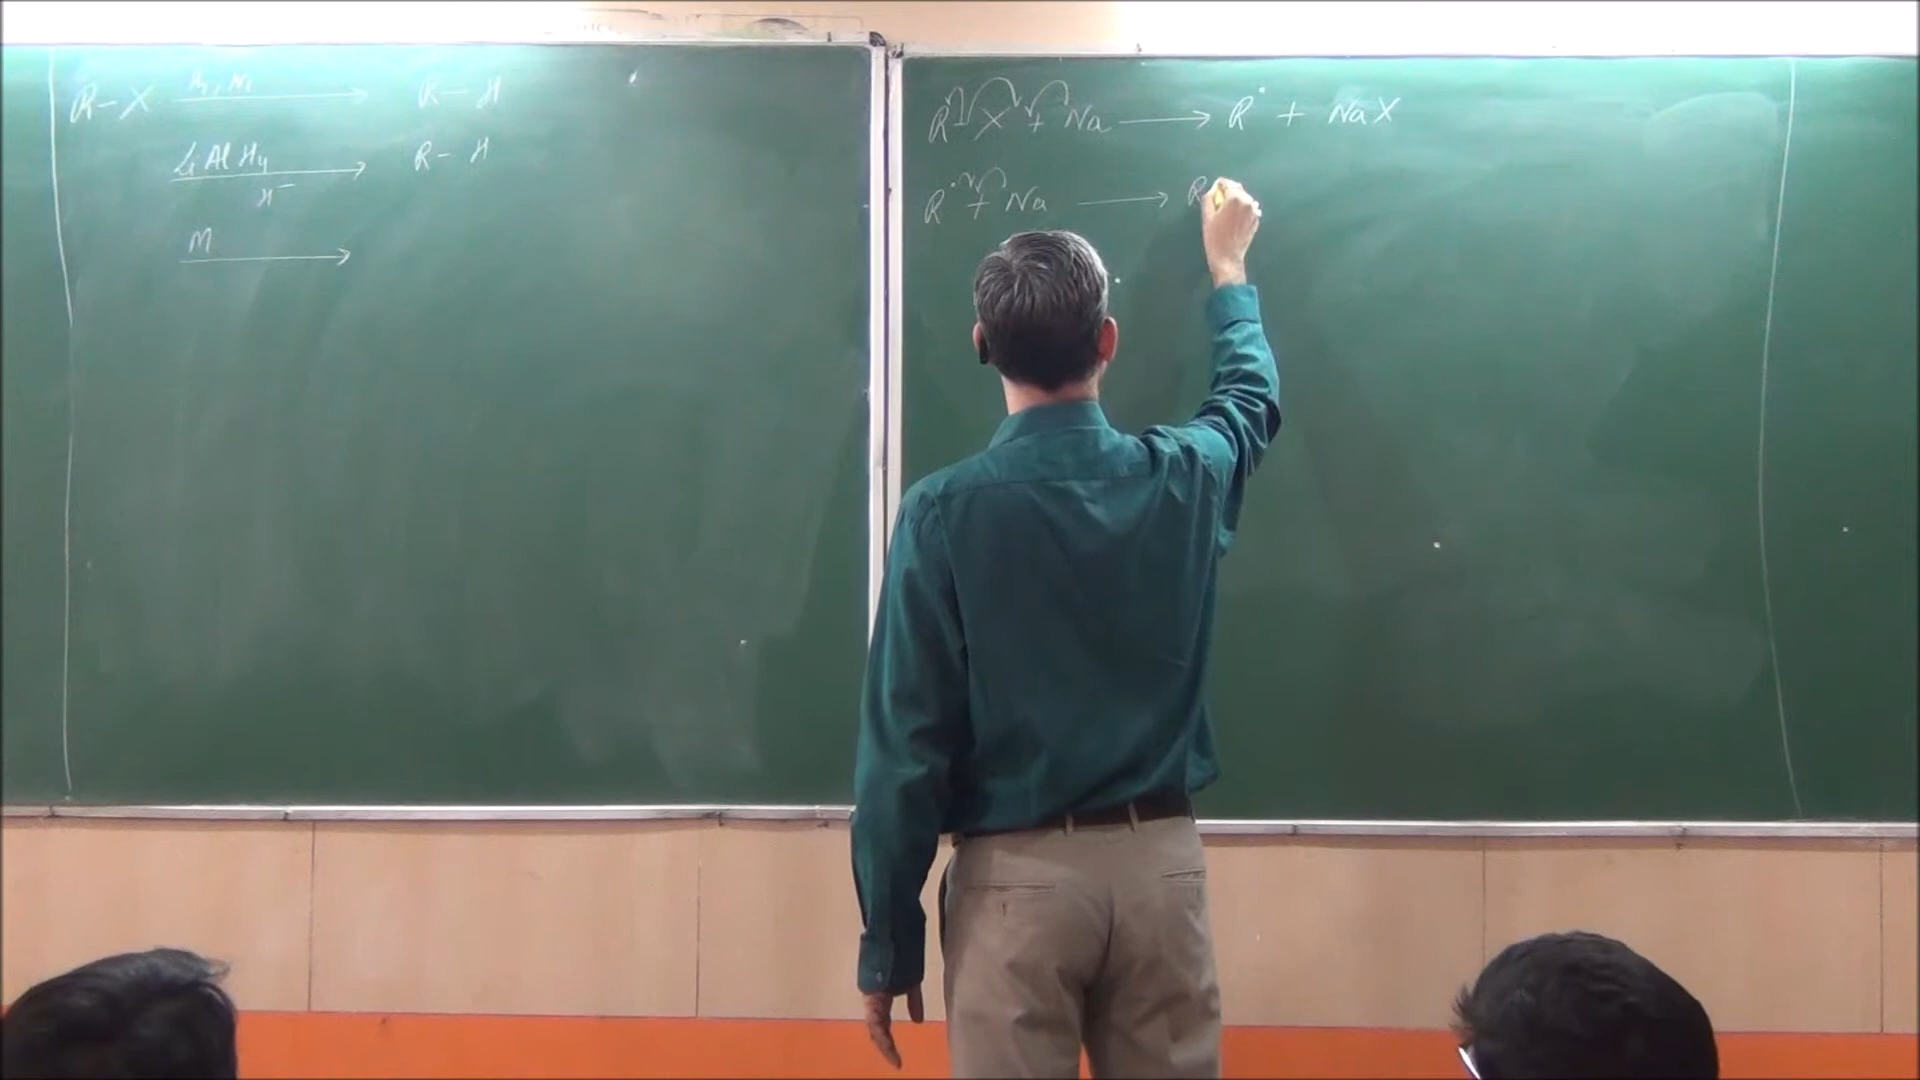 R-X H2, Ni → R-H
LiAlH4 → R-H
H⁻
M →
R-X + Na → R• + NaX
R• + Na → R